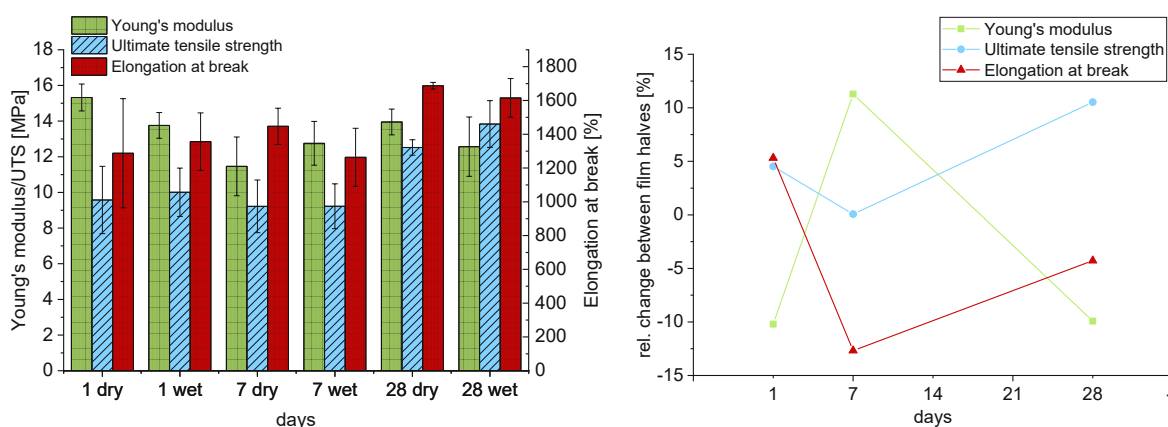 Young's modulus
Ultimate tensile strength
Elongation at break
Young's modulus/UTS [MPa]
18
16
14
12
10
8
6
4
2
0
1800
1600
1400
1200
1000
800
600
400
200
0
Elongation at break [%]
1 dry 1 wet 7 dry 7 wet 28 dry 28 wet
days
Young's modulus
Ultimate tensile strength
Elongation at break
rel. change between film halves [%]
15
10
5
0
-5
-10
-15
1 7 14 21 28
days